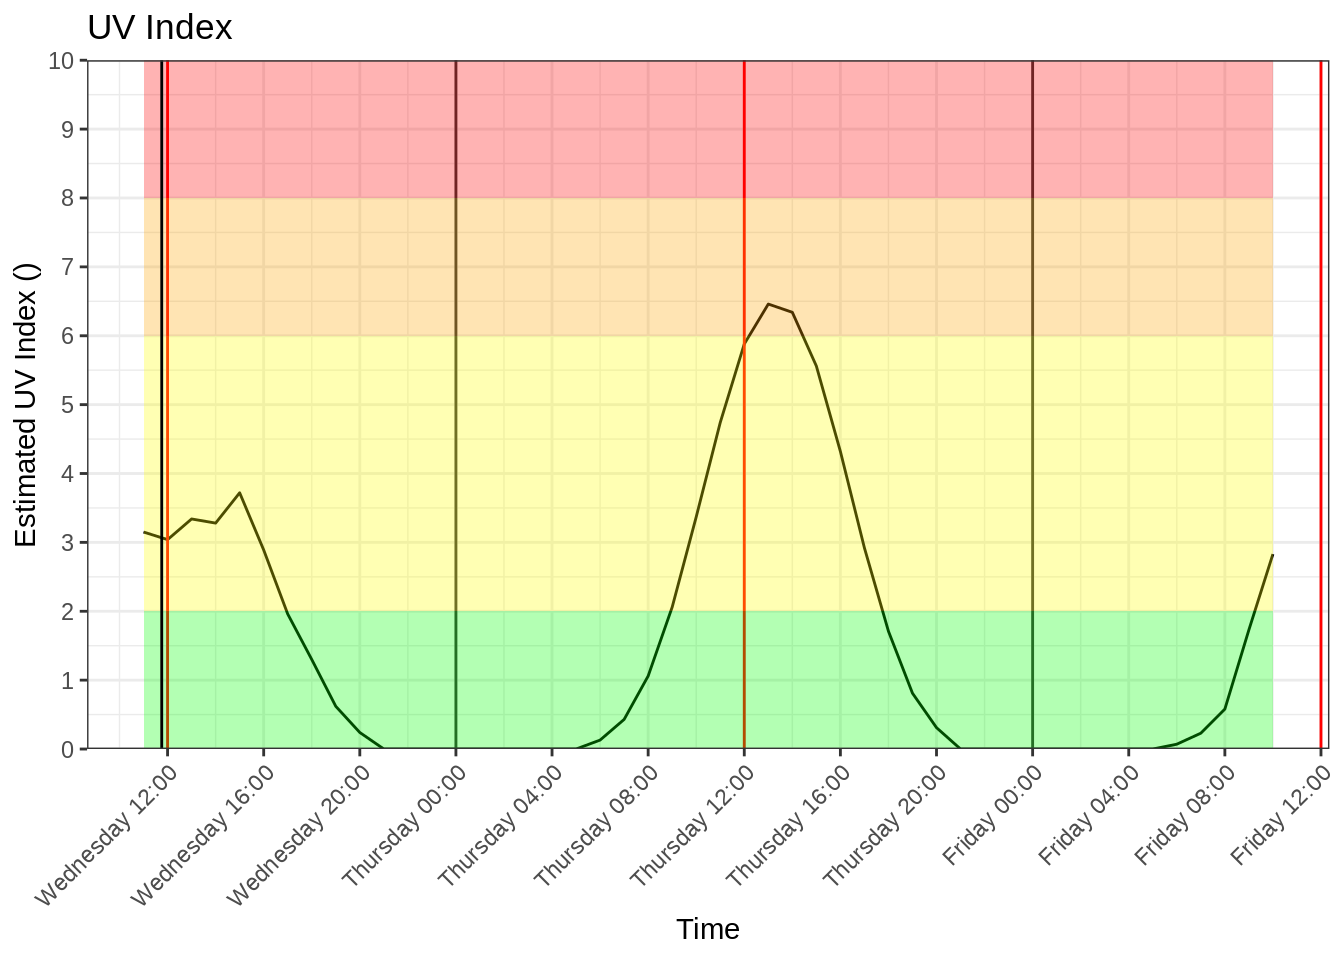 UV Index
Estimated UV Index ()
10
9
8
7
6
5
4
3
2
1
0
Wednesday 12:00
Wednesday 16:00
Wednesday 20:00
Thursday 00:00
Thursday 04:00
Thursday 08:00
Thursday 12:00
Thursday 16:00
Thursday 20:00
Friday 00:00
Friday 04:00
Friday 08:00
Friday 12:00
Time